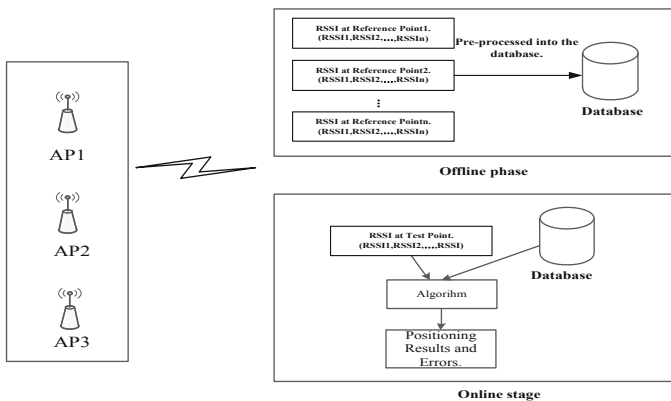 AP1
AP2
AP3
RSSI at Reference Point1.
(RSSI1,RSSI2,...,RSSIn)
RSSI at Reference Point2.
(RSSI1,RSSI2,...,RSSIn)
⋮
RSSI at Reference Pointn.
(RSSI1,RSSI2,...,RSSIn)
Pre-processed into the
database.
Database
Offline phase
RSSI at Test Point.
(RSSI1,RSSI2,...,RSSI)
Database
Algorihm
Positioning
Results and
Errors.
Online stage